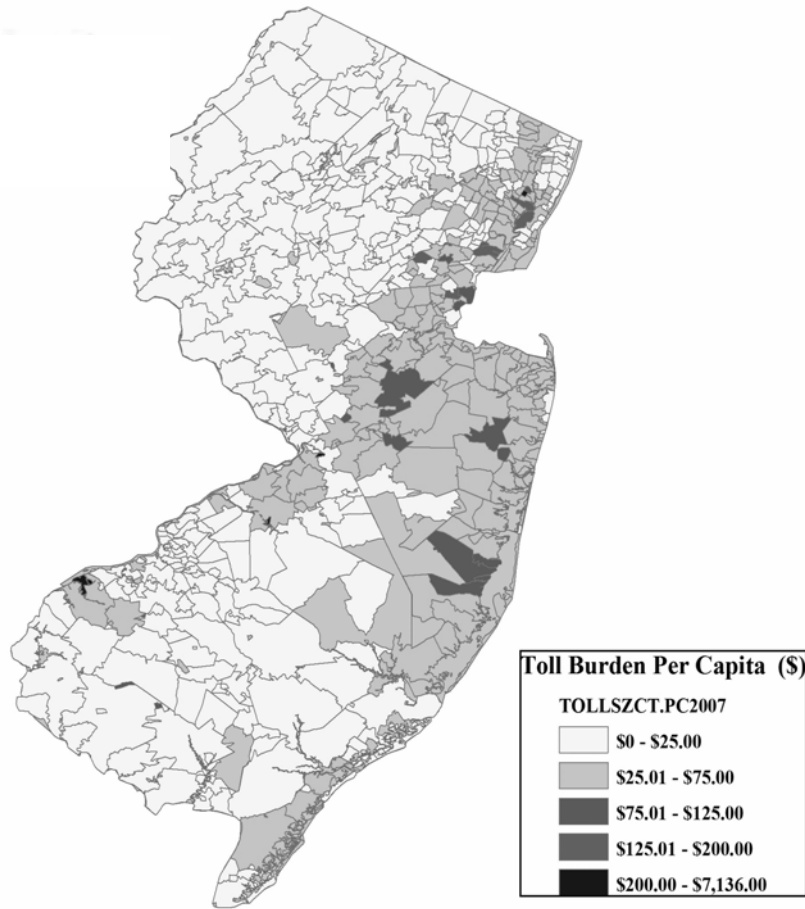 Toll Burden Per Capita ($)
TOLLSZCT.PC2007
$0 - $25.00
$25.01 - $75.00
$75.01 - $125.00
$125.01 - $200.00
$200.00 - $7,136.00